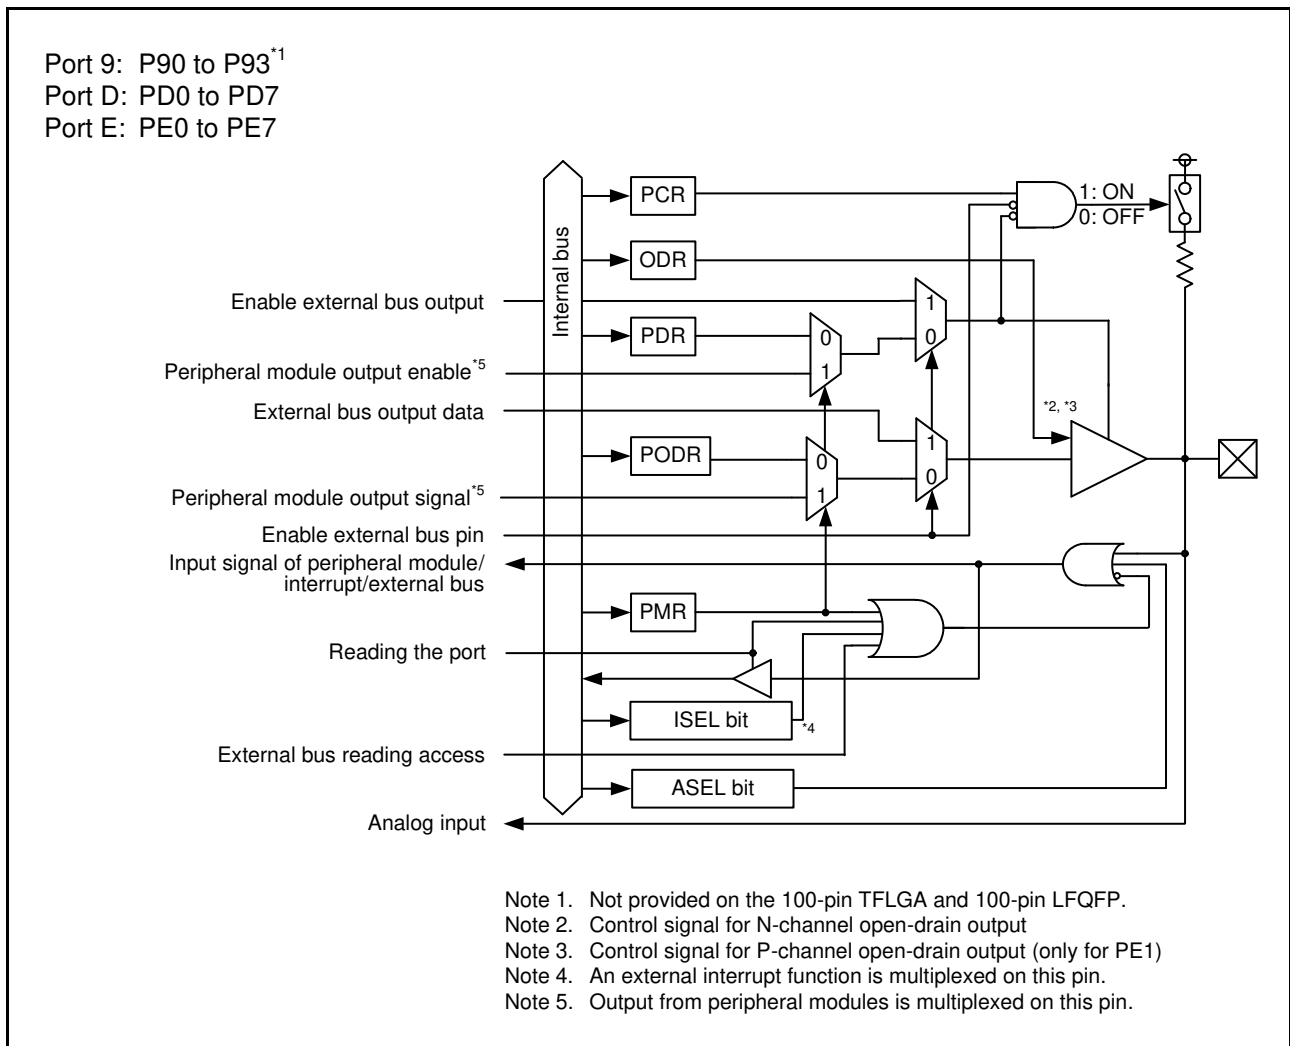 Port 9: P90 to P93*1
Port D: PD0 to PD7
Port E: PE0 to PE7
Internal bus
PCR
1: ON
0: OFF
ODR
Enable external bus output
1
PDR
0
0
Peripheral module output enable*5
1
External bus output data
*2, *3
1
PODR
0
0
Peripheral module output signal*5
1
Enable external bus pin
Input signal of peripheral module/
interrupt/external bus
PMR
Reading the port
ISEL bit
*4
External bus reading access
ASEL bit
Analog input
Note 1. Not provided on the 100-pin TFLGA and 100-pin LFQFP.
Note 2. Control signal for N-channel open-drain output
Note 3. Control signal for P-channel open-drain output (only for PE1)
Note 4. An external interrupt function is multiplexed on this pin.
Note 5. Output from peripheral modules is multiplexed on this pin.